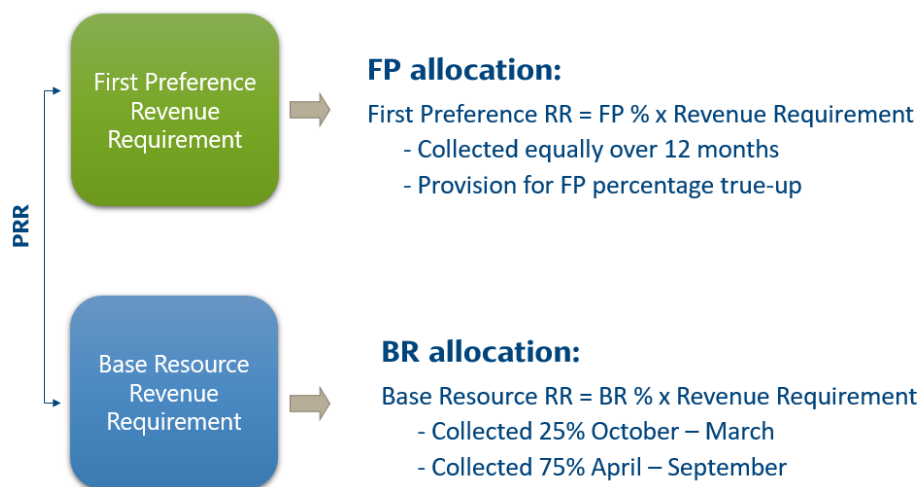 PRR
First Preference
Revenue
Requirement
FP allocation:
First Preference RR = FP % x Revenue Requirement
- Collected equally over 12 months
- Provision for FP percentage true-up
Base Resource
Revenue
Requirement
BR allocation:
Base Resource RR = BR % x Revenue Requirement
- Collected 25% October – March
- Collected 75% April – September